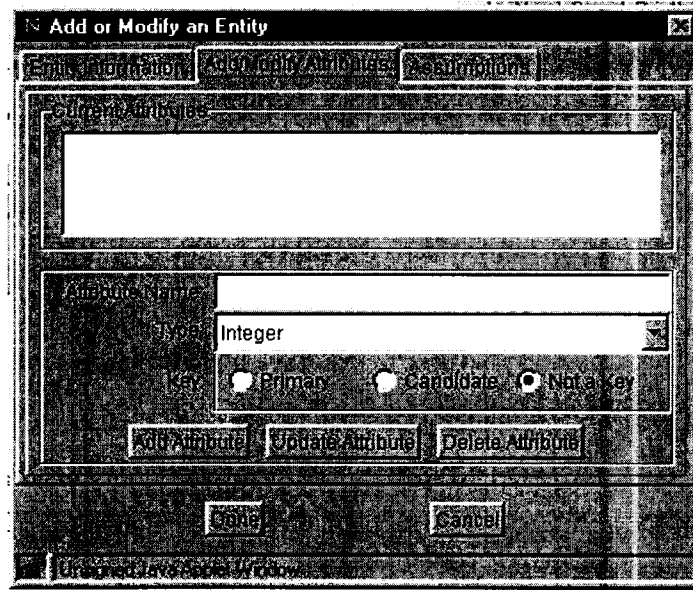 Add or Modify an Entity
Entity Information Add/Modify Attributes Assumptions
Current Attributes
Attribute Name
Type Integer
Key Primary Candidate Not a Key
Add Attribute Update Attribute Delete Attribute
Done Cancel
Unsigned Java Applet Window